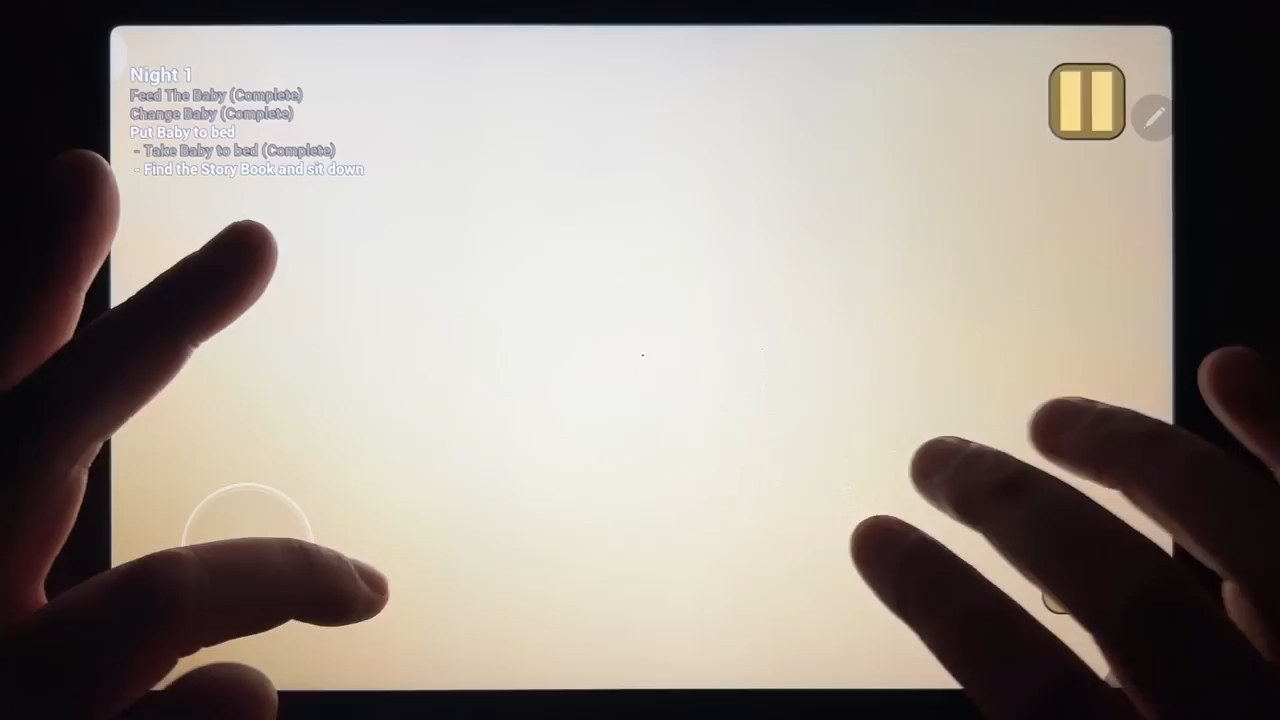 Night 1
Feed The Baby (Complete)
Change Baby (Complete)
Put Baby to bed
- Take Baby to bed (Complete)
- Find the Story Book and sit down